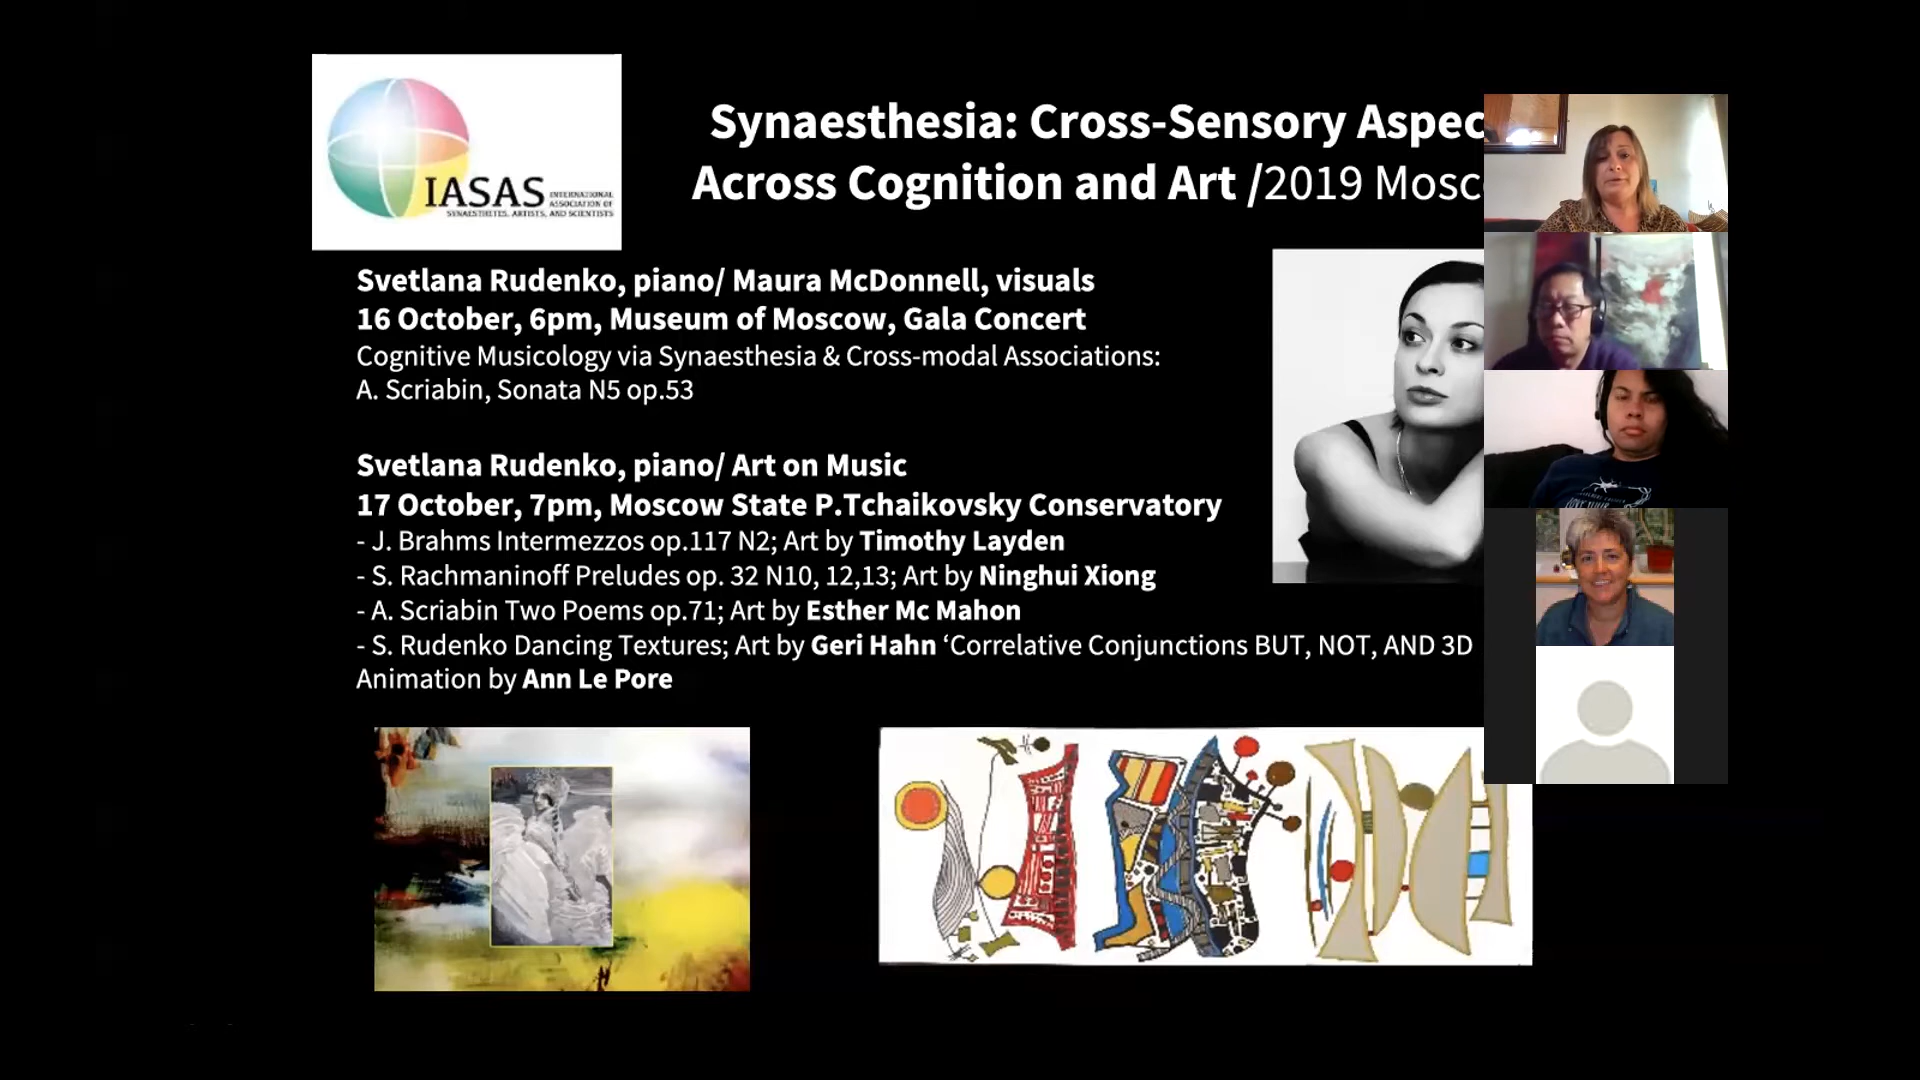 IASAS
INTERNATIONAL
ASSOCIATION OF
SYNAESTHETES, ARTISTS, AND SCIENTISTS
Synaesthesia: Cross-Sensory Aspec
Across Cognition and Art /2019 Mosc
Svetlana Rudenko, piano/ Maura McDonnell, visuals
16 October, 6pm, Museum of Moscow, Gala Concert
Cognitive Musicology via Synaesthesia & Cross-modal Associations:
A. Scriabin, Sonata N5 op.53
Svetlana Rudenko, piano/ Art on Music
17 October, 7pm, Moscow State P.Tchaikovsky Conservatory
- J. Brahms Intermezzos op.117 N2; Art by Timothy Layden
- S. Rachmaninoff Preludes op. 32 N10, 12,13; Art by Ninghui Xiong
- A. Scriabin Two Poems op.71; Art by Esther Mc Mahon
- S. Rudenko Dancing Textures; Art by Geri Hahn ‘Correlative Conjunctions BUT, NOT, AND 3D
Animation by Ann Le Pore